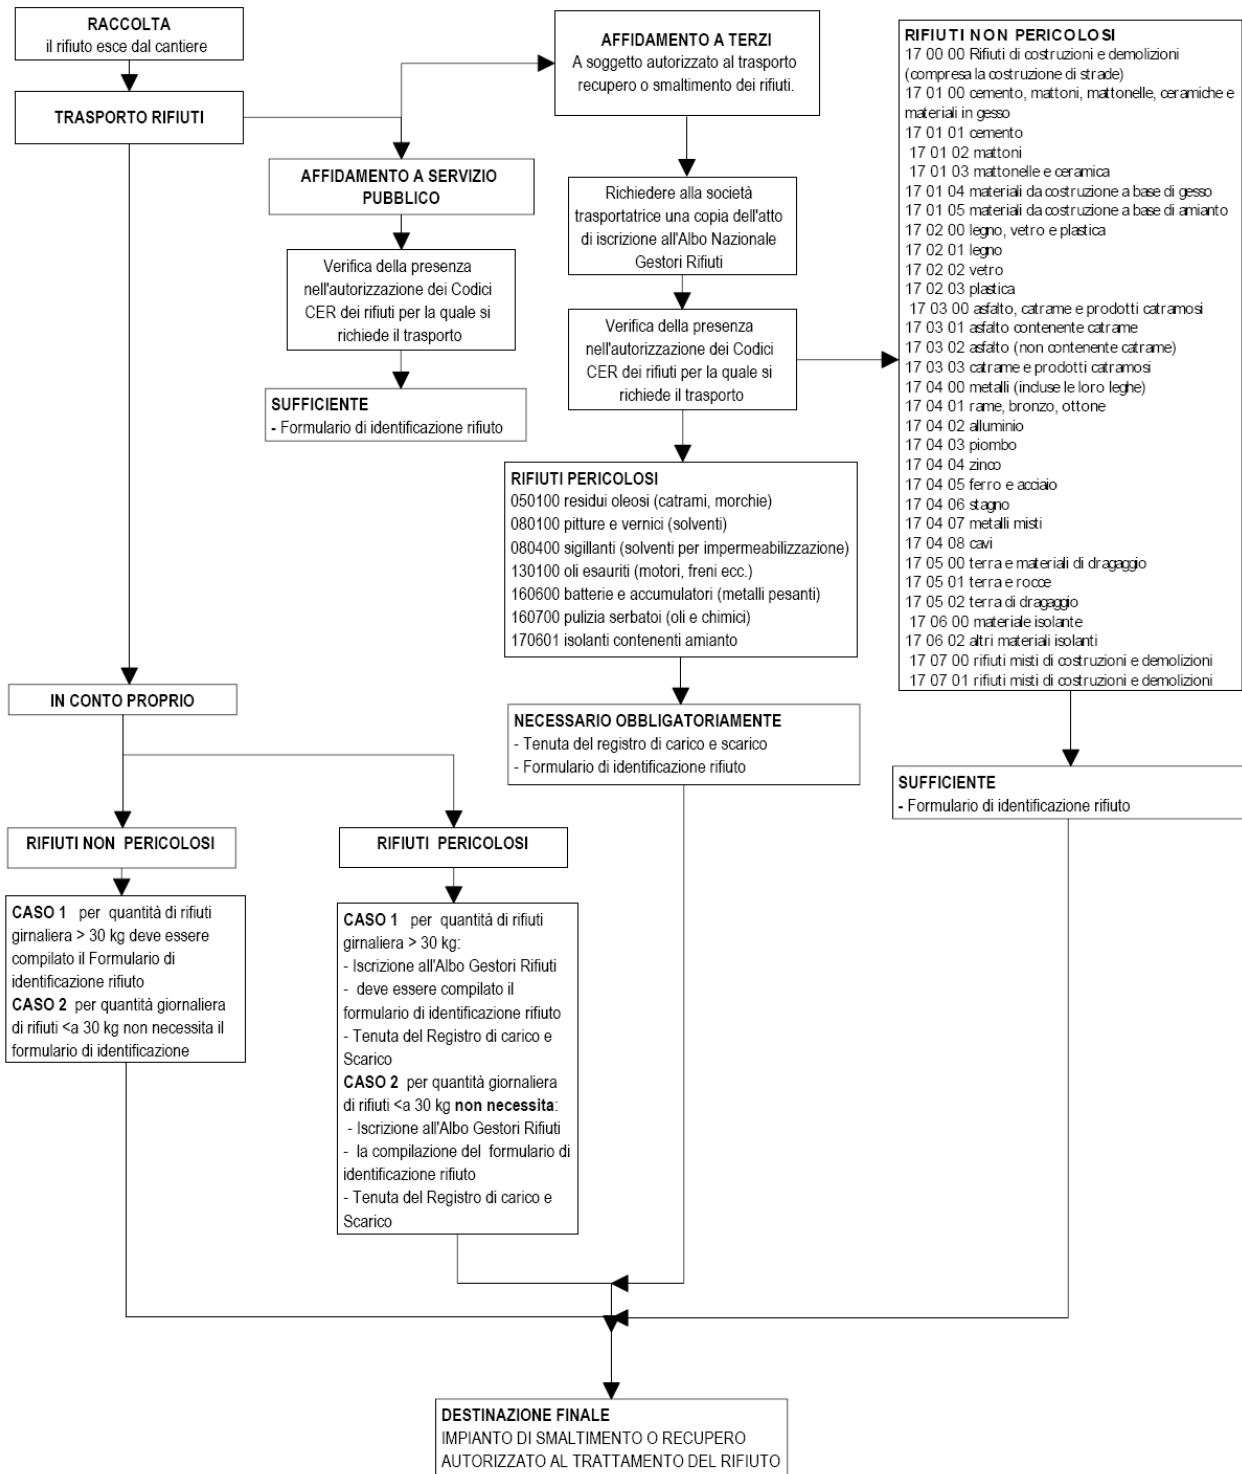 RACCOLTA
il rifiuto esce dal cantiere
TRASPORTO RIFIUTI
AFFIDAMENTO A TERZI
A soggetto autorizzato al trasporto
recupero o smaltimento dei rifiuti.
AFFIDAMENTO A SERVIZIO
PUBBLICO
Verifica della presenza
nell'autorizzazione dei Codici
CER dei rifiuti per la quale si
richiede il trasporto
SUFFICIENTE
- Formulario di identificazione rifiuto
Richiedere alla società
trasportatrice una copia dell'atto
di iscrizione all'Albo Nazionale
Gestori Rifiuti
Verifica della presenza
nell'autorizzazione dei Codici
CER dei rifiuti per la quale si
richiede il trasporto
RIFIUTI PERICOLOSI
050100 residui oleosi (catrami, morchie)
080100 pitture e vernici (solventi)
080400 sigillanti (solventi per impermeabilizzazione)
130100 oli esauriti (motori, freni ecc.)
160600 batterie e accumulatori (metalli pesanti)
160700 pulizia serbatoi (oli e chimici)
170601 isolanti contenenti amianto
NECESSARIO OBBLIGATORIAMENTE
- Tenuta del registro di carico e scarico
- Formulario di identificazione rifiuto
RIFIUTI NON PERICOLOSI
17 00 00 Rifiuti di costruzioni e demolizioni
(compresa la costruzione di strade)
17 01 00 cemento, mattoni, mattonelle, ceramiche e
materiali in gesso
17 01 01 cemento
17 01 02 mattoni
17 01 03 mattonelle e ceramica
17 01 04 materiali da costruzione a base di gesso
17 01 05 materiali da costruzione a base di amianto
17 02 00 legno, vetro e plastica
17 02 01 legno
17 02 02 vetro
17 02 03 plastica
17 03 00 asfalto, catrame e prodotti catramosi
17 03 01 asfalto contenente catrame
17 03 02 asfalto (non contenente catrame)
17 03 03 catrame e prodotti catramosi
17 04 00 metalli (incluse le loro leghe)
17 04 01 rame, bronzo, ottone
17 04 02 alluminio
17 04 03 piombo
17 04 04 zinco
17 04 05 ferro e acciaio
17 04 06 stagno
17 04 07 metalli misti
17 04 08 cavi
17 05 00 terra e materiali di dragaggio
17 05 01 terra e rocce
17 05 02 terra di dragaggio
17 06 00 materiale isolante
17 06 02 altri materiali isolanti
17 07 00 rifiuti misti di costruzioni e demolizioni
17 07 01 rifiuti misti di costruzioni e demolizioni
SUFFICIENTE
- Formulario di identificazione rifiuto
IN CONTO PROPRIO
RIFIUTI NON PERICOLOSI
CASO 1 per quantità di rifiuti
girnaliera > 30 kg deve essere
compilato il Formulario di
identificazione rifiuto
CASO 2 per quantità giornaliera
di rifiuti <a 30 kg non necessita il
formulario di identificazione
RIFIUTI PERICOLOSI
CASO 1 per quantità di rifiuti
girnaliera > 30 kg:
- Iscrizione all'Albo Gestori Rifiuti
- deve essere compilato il
formulario di identificazione rifiuto
- Tenuta del Registro di carico e
Scarico
CASO 2 per quantità giornaliera
di rifiuti <a 30 kg non necessita:
- Iscrizione all'Albo Gestori Rifiuti
- la compilazione del formulario di
identificazione rifiuto
- Tenuta del Registro di carico e
Scarico
DESTINAZIONE FINALE
IMPIANTO DI SMALTIMENTO O RECUPERO
AUTORIZZATO AL TRATTAMENTO DEL RIFIUTO